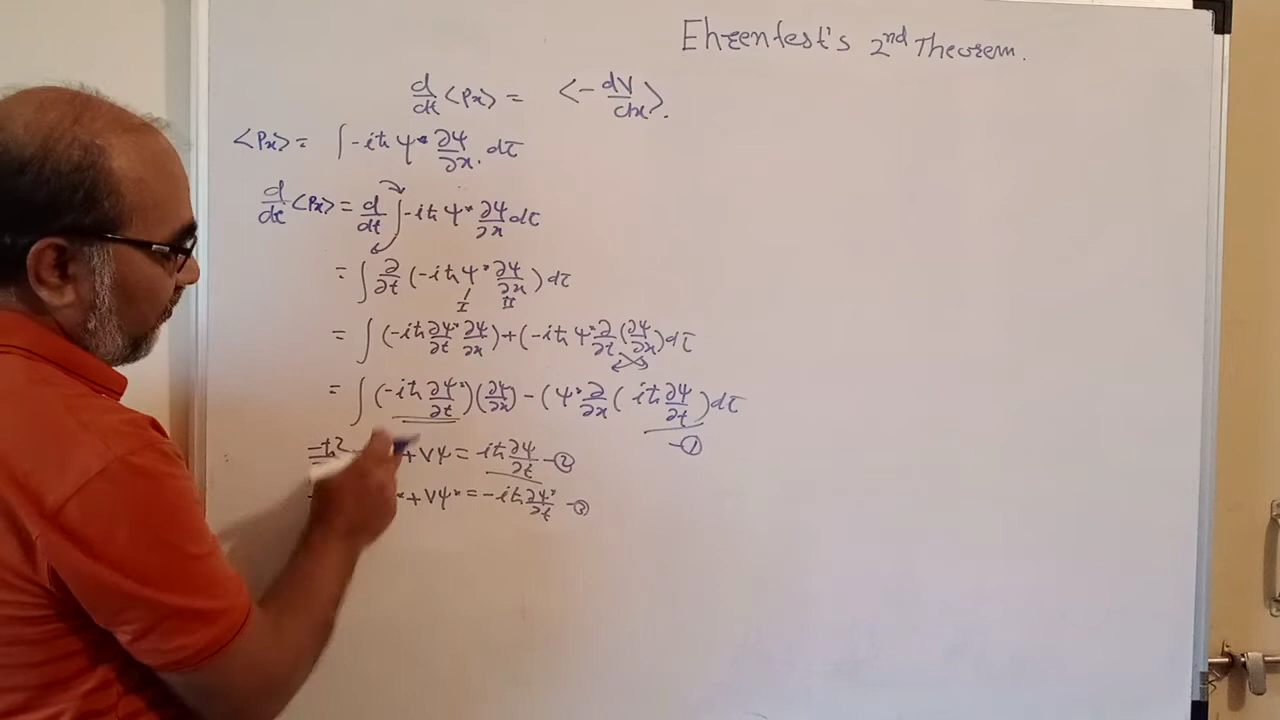 Ehrenfest's 2nd Theorem.
d/dt <Px> = <-dV/dx>.
<Px> = ∫ -iħ ψ* ∂ψ/∂x. dτ
d/dt <Px> = d/dt ∫ -iħ ψ* ∂ψ/∂x dτ
= ∫ ∂/∂t (-iħ ψ* ∂ψ/∂x) dτ
I II
= ∫ (-iħ ∂ψ*/∂t ∂ψ/∂x) + (-iħ ψ* ∂/∂t (∂ψ/∂x) dτ
= ∫ (-iħ ∂ψ*/∂t)(∂ψ/∂x) - (ψ* ∂/∂x (iħ ∂ψ/∂t) dτ
-①
-ħ² + Vψ = iħ ∂ψ/∂t -②
+ Vψ* = -iħ ∂ψ*/∂t -③